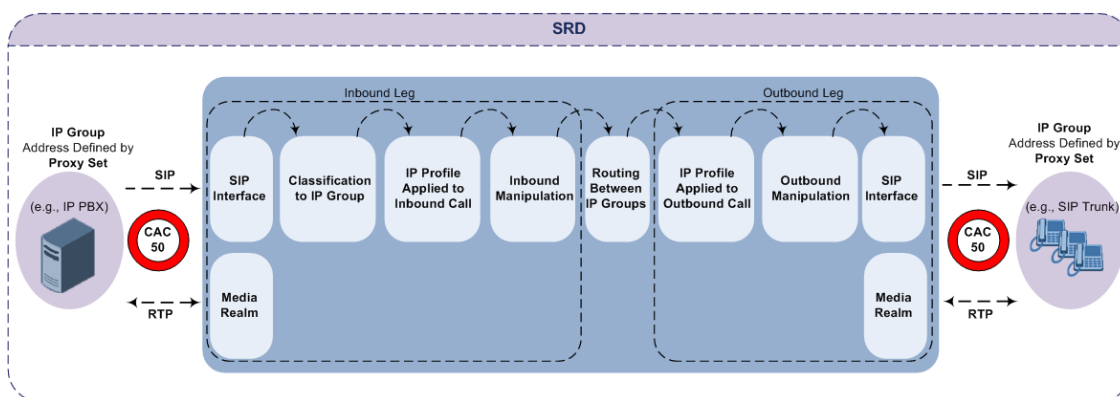 SRD
Inbound Leg
Outbound Leg
IP Group
Address Defined by
Proxy Set
(e.g., IP PBX)
SIP
CAC
50
RTP
SIP
Interface
Classification
to IP Group
IP Profile
Applied to
Inbound Call
Inbound
Manipulation
Routing
Between
IP Groups
IP Profile
Applied to
Outbound Call
Outbound
Manipulation
SIP
Interface
Media
Realm
Media
Realm
IP Group
Address Defined by
Proxy Set
(e.g., SIP Trunk)
SIP
CAC
50
RTP